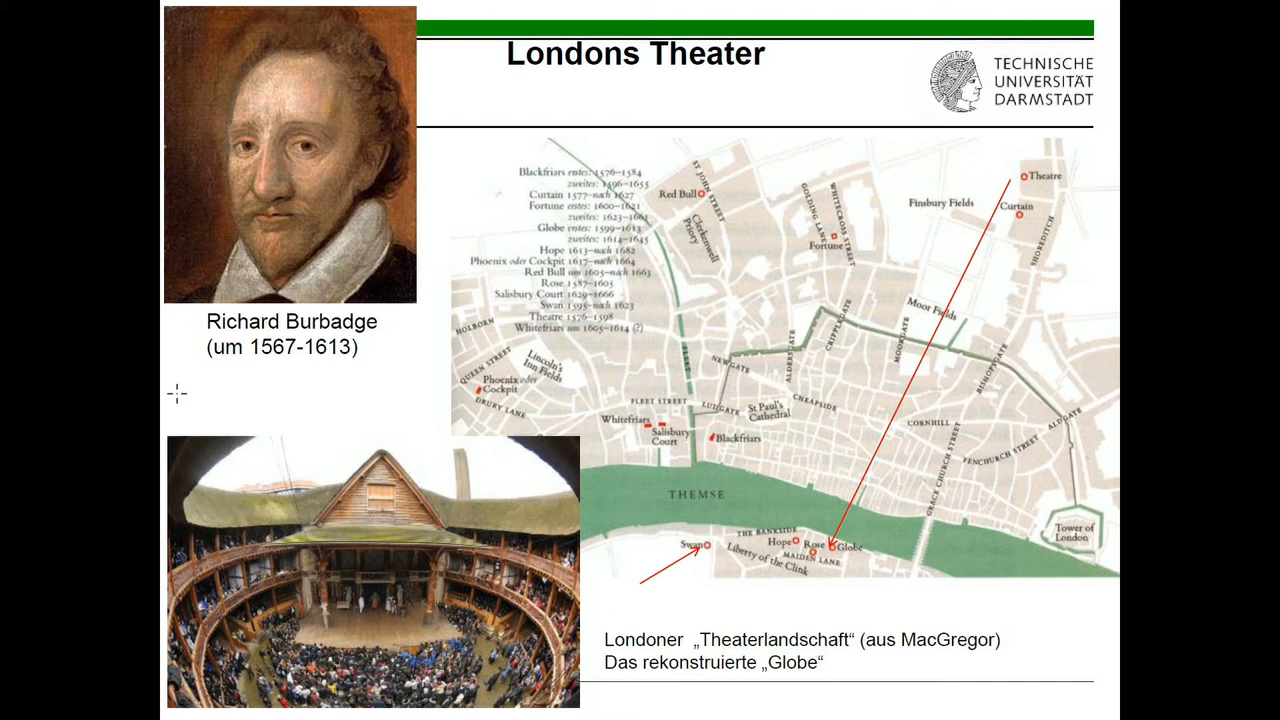 Londons Theater
TECHNISCHE
UNIVERSITÄT
DARMSTADT
Richard Burbadge
(um 1567-1613)
Blackfriars erstes: 1576–1584
zweites: 1596–1655
Curtain 1577–nach 1627
Fortune erstes: 1600–1621
zweites: 1623–1661
Globe erstes: 1599–1613
zweites: 1614–1645
Hope 1613–nach 1682
Phoenix oder Cockpit 1617–nach 1664
Red Bull um 1605–nach 1663
Rose 1587–1605
Salisbury Court 1629–1666
Swan 1595–nach 1623
Theatre 1576–1598
Whitefriars um 1605–1614 (?)
Red Bull
ST JOHN STREET
Clerkenwell
Priory
GOLDING LANE
WHITECROSS STREET
Fortune
Finsbury Fields
Theatre
Curtain
SHOREDITCH
Moor Fields
HOLBORN
QUEEN STREET
Lincoln's
Inn Fields
Phoenix oder
Cockpit
DRURY LANE
FLEET
NEWGATE
ALDERSGATE
CRIPPLEGATE
MOORGATE
BISHOPSGATE
ALDGATE
FLEET STREET
LUDGATE
St Paul's
Cathedral
CHEAPSIDE
CORNHILL
FENCHURCH STREET
GRACE CHURCH STREET
Whitefriars
Salisbury
Court
Blackfriars
THEMSE
Swan
THE BANKSIDE
Hope
Rose
Globe
MAIDEN LANE
Liberty of the Clink
Tower of
London
Londoner „Theaterlandschaft“ (aus MacGregor)
Das rekonstruierte „Globe“